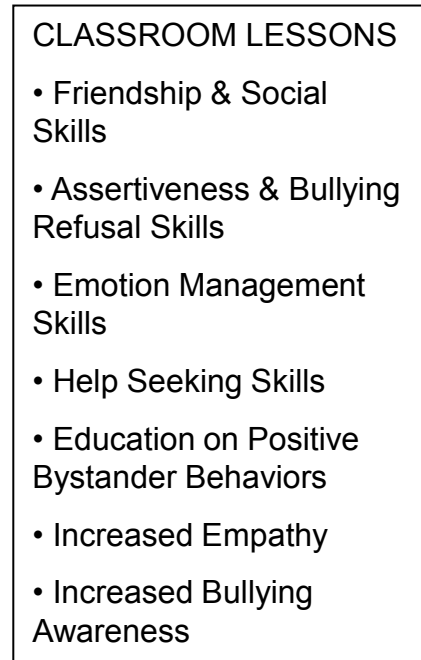 CLASSROOM LESSONS
• Friendship & Social
Skills
• Assertiveness & Bullying
Refusal Skills
• Emotion Management
Skills
• Help Seeking Skills
• Education on Positive
Bystander Behaviors
• Increased Empathy
• Increased Bullying
Awareness